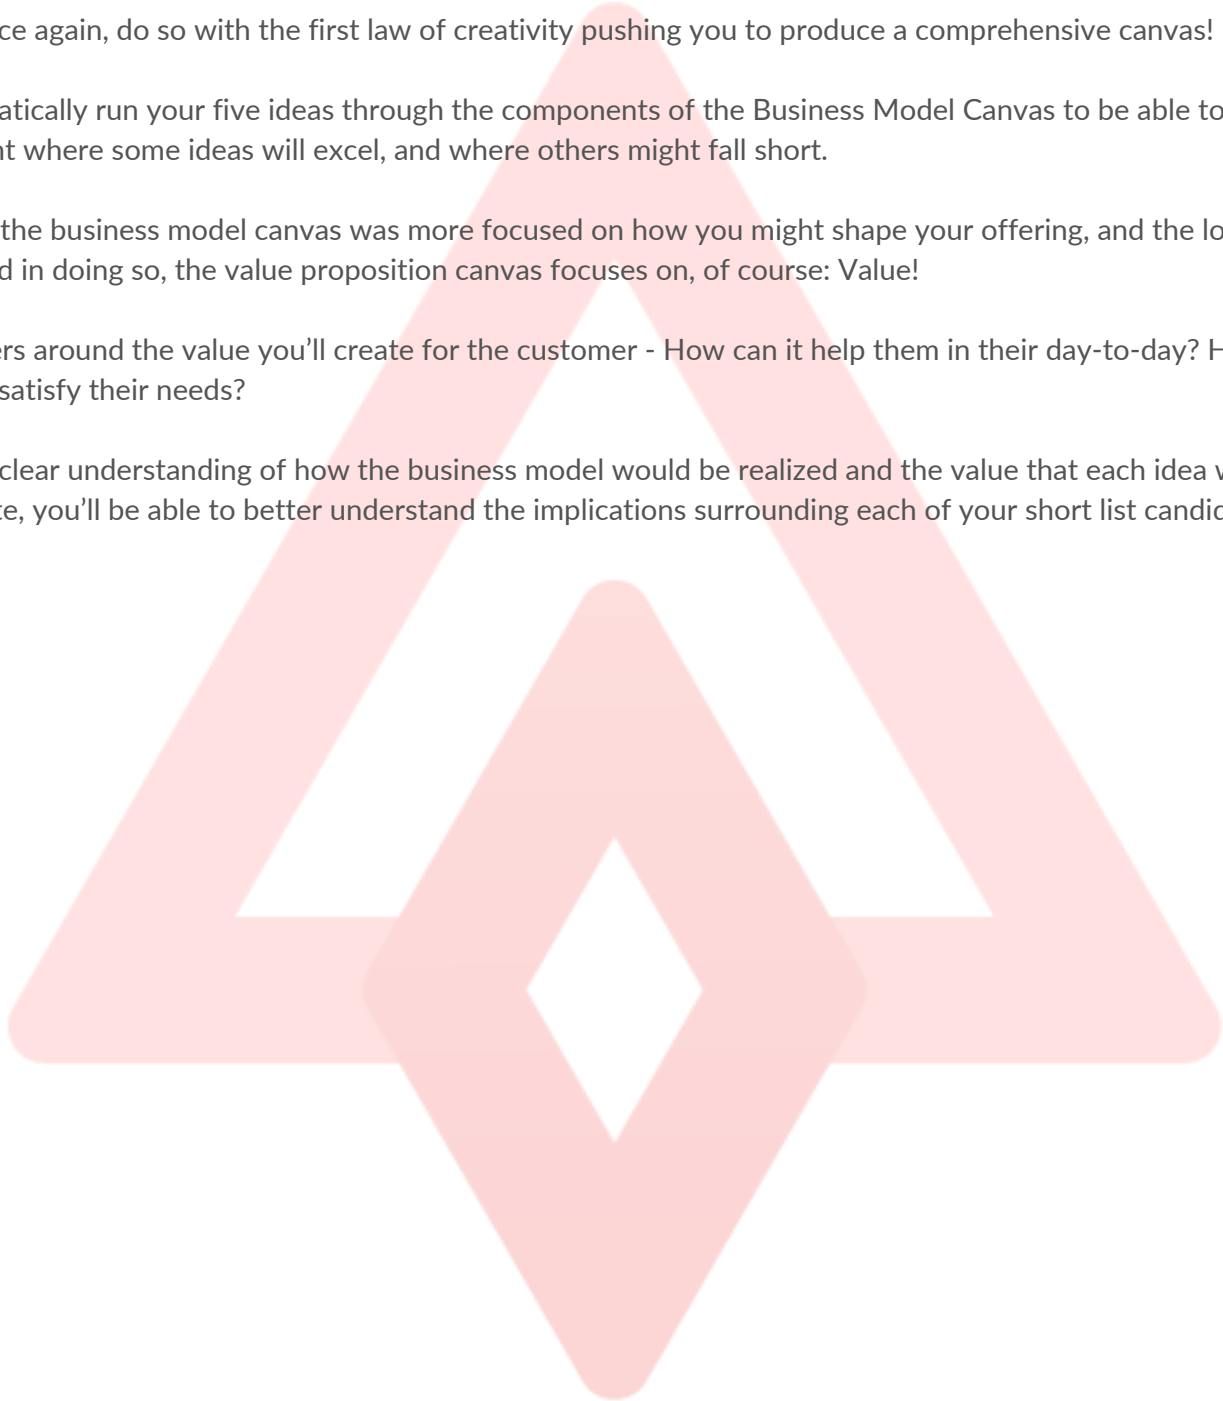 ce again, do so with the first law of creativity pushing you to produce a comprehensive canvas!
atically run your five ideas through the components of the Business Model Canvas to be able to
nt where some ideas will excel, and where others might fall short.
the business model canvas was more focused on how you might shape your offering, and the lo
d in doing so, the value proposition canvas focuses on, of course: Value!
ers around the value you’ll create for the customer - How can it help them in their day-to-day? H
satisfy their needs?
clear understanding of how the business model would be realized and the value that each idea w
te, you’ll be able to better understand the implications surrounding each of your short list candid